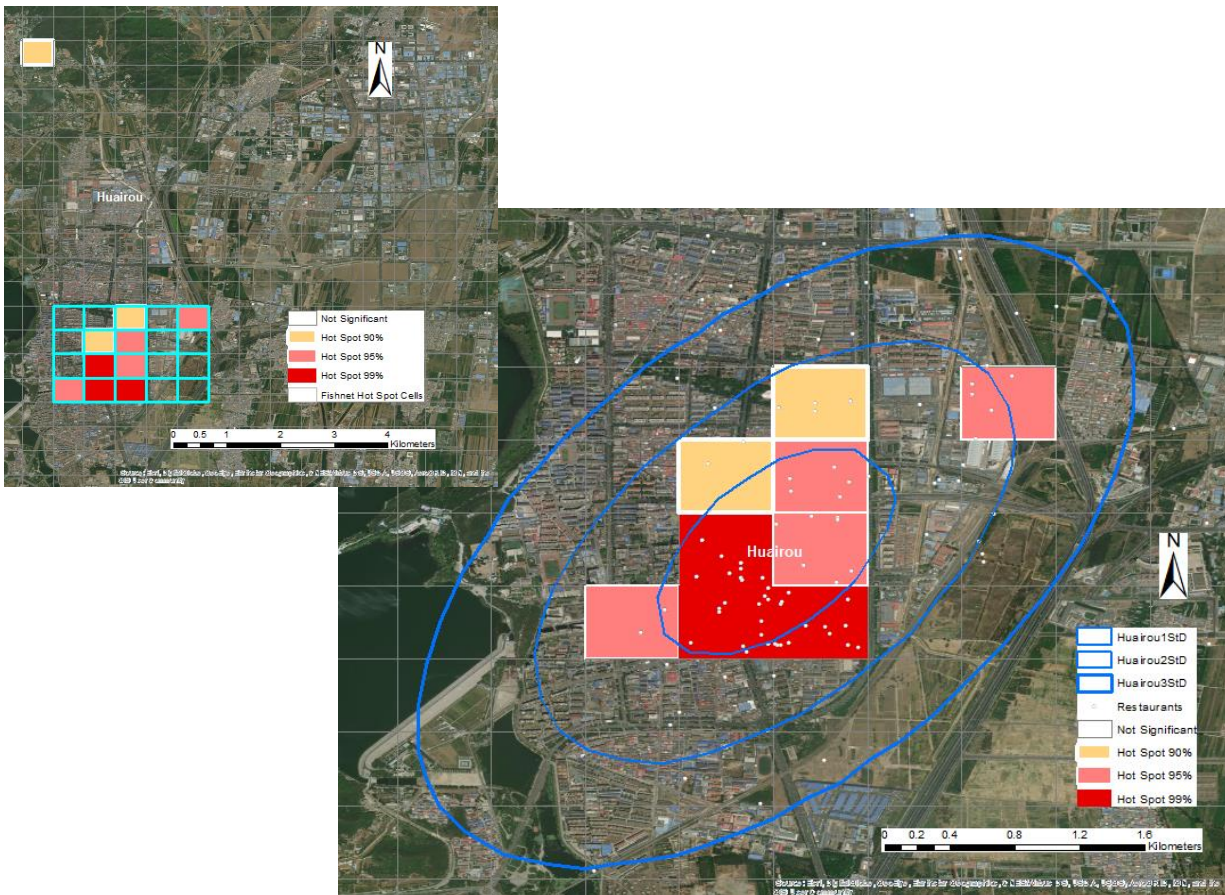 N
Huairou
Not Significant
Hot Spot 90%
Hot Spot 95%
Hot Spot 99%
Fishnet Hot Spot Cells
0 0.5 1 2 3 4
Kilometers
N
Huairou
Huairou1StD
Huairou2StD
Huairou3StD
Restaurants
Not Significant
Hot Spot 90%
Hot Spot 95%
Hot Spot 99%
0 0.2 0.4 0.8 1.2 1.6
Kilometers